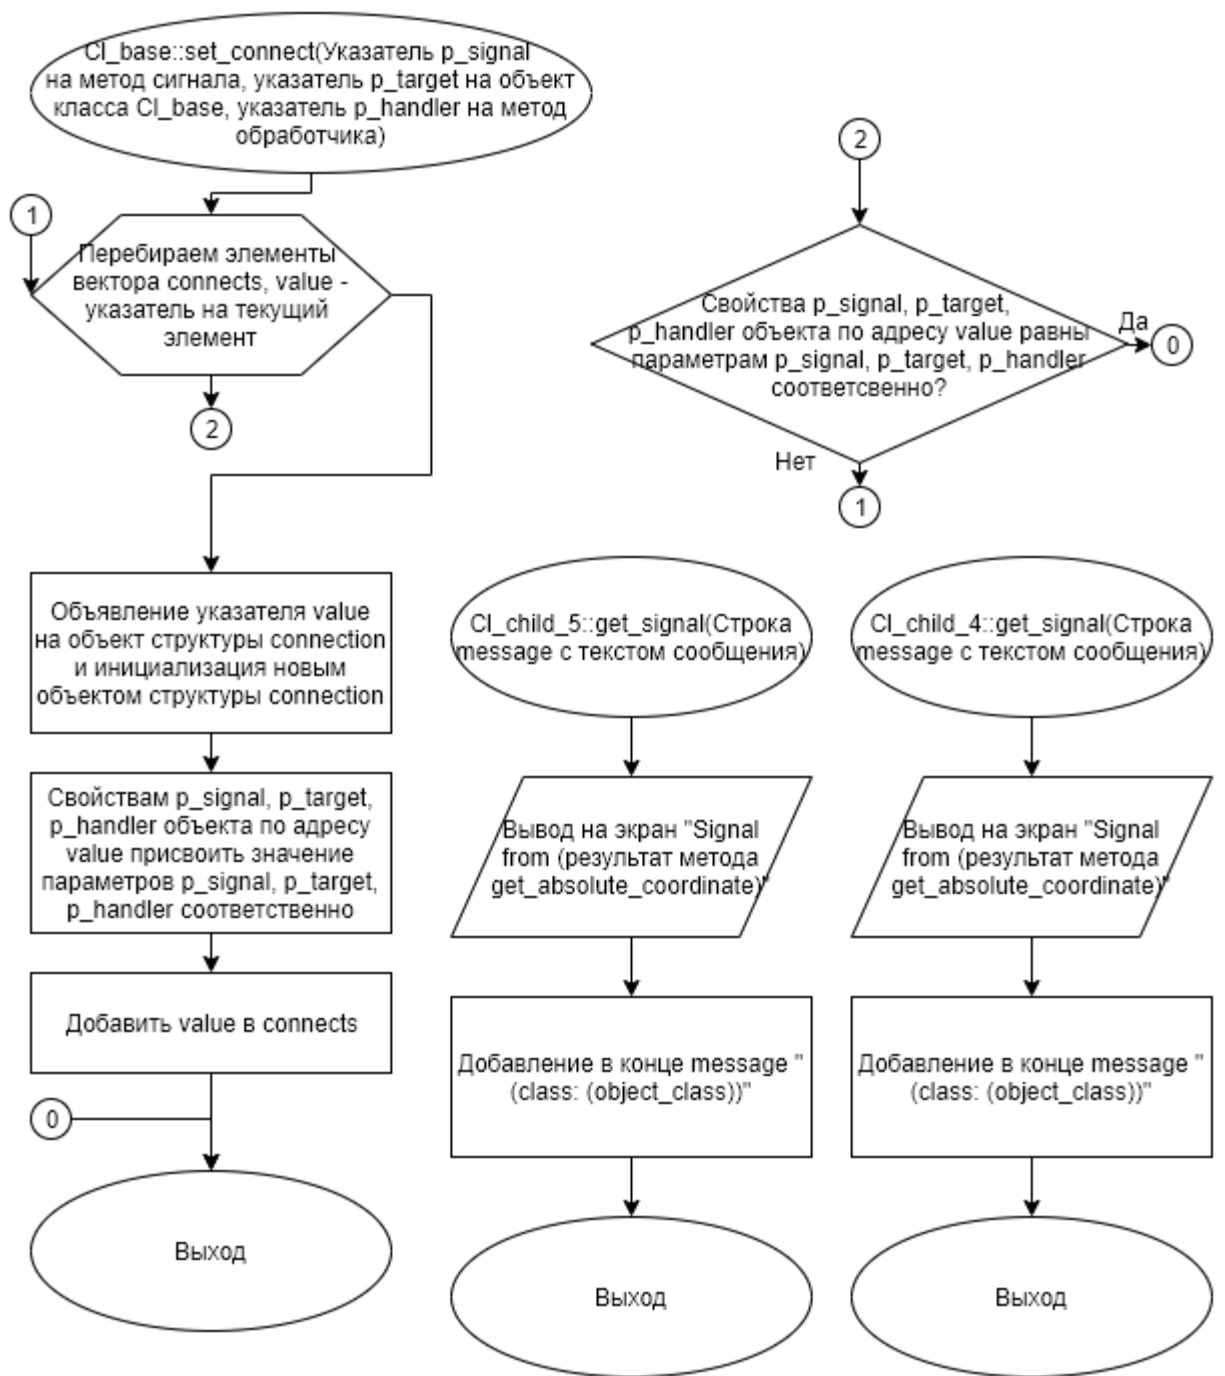 Cl_base::set_connect(Указатель p_signal
на метод сигнала, указатель p_target на объект
класса Cl_base, указатель p_handler на метод
обработчика)
1
Перебираем элементы
вектора connects, value -
указатель на текущий
элемент
2
Объявление указателя value
на объект структуры connection
и инициализация новым
объектом структуры connection
Свойствам p_signal, p_target,
p_handler объекта по адресу
value присвоить значение
параметров p_signal, p_target,
p_handler соответственно
Добавить value в connects
0
Выход
2
Свойства p_signal, p_target,
p_handler объекта по адресу value равны
параметрам p_signal, p_target, p_handler
соответсвенно?
Да
0
Нет
1
Cl_child_5::get_signal(Строка
message с текстом сообщения)
Вывод на экран "Signal
from (результат метода
get_absolute_coordinate)"
Добавление в конце message "
(class: (object_class))"
Выход
Cl_child_4::get_signal(Строка
message с текстом сообщения)
Вывод на экран "Signal
from (результат метода
get_absolute_coordinate)"
Добавление в конце message "
(class: (object_class))"
Выход